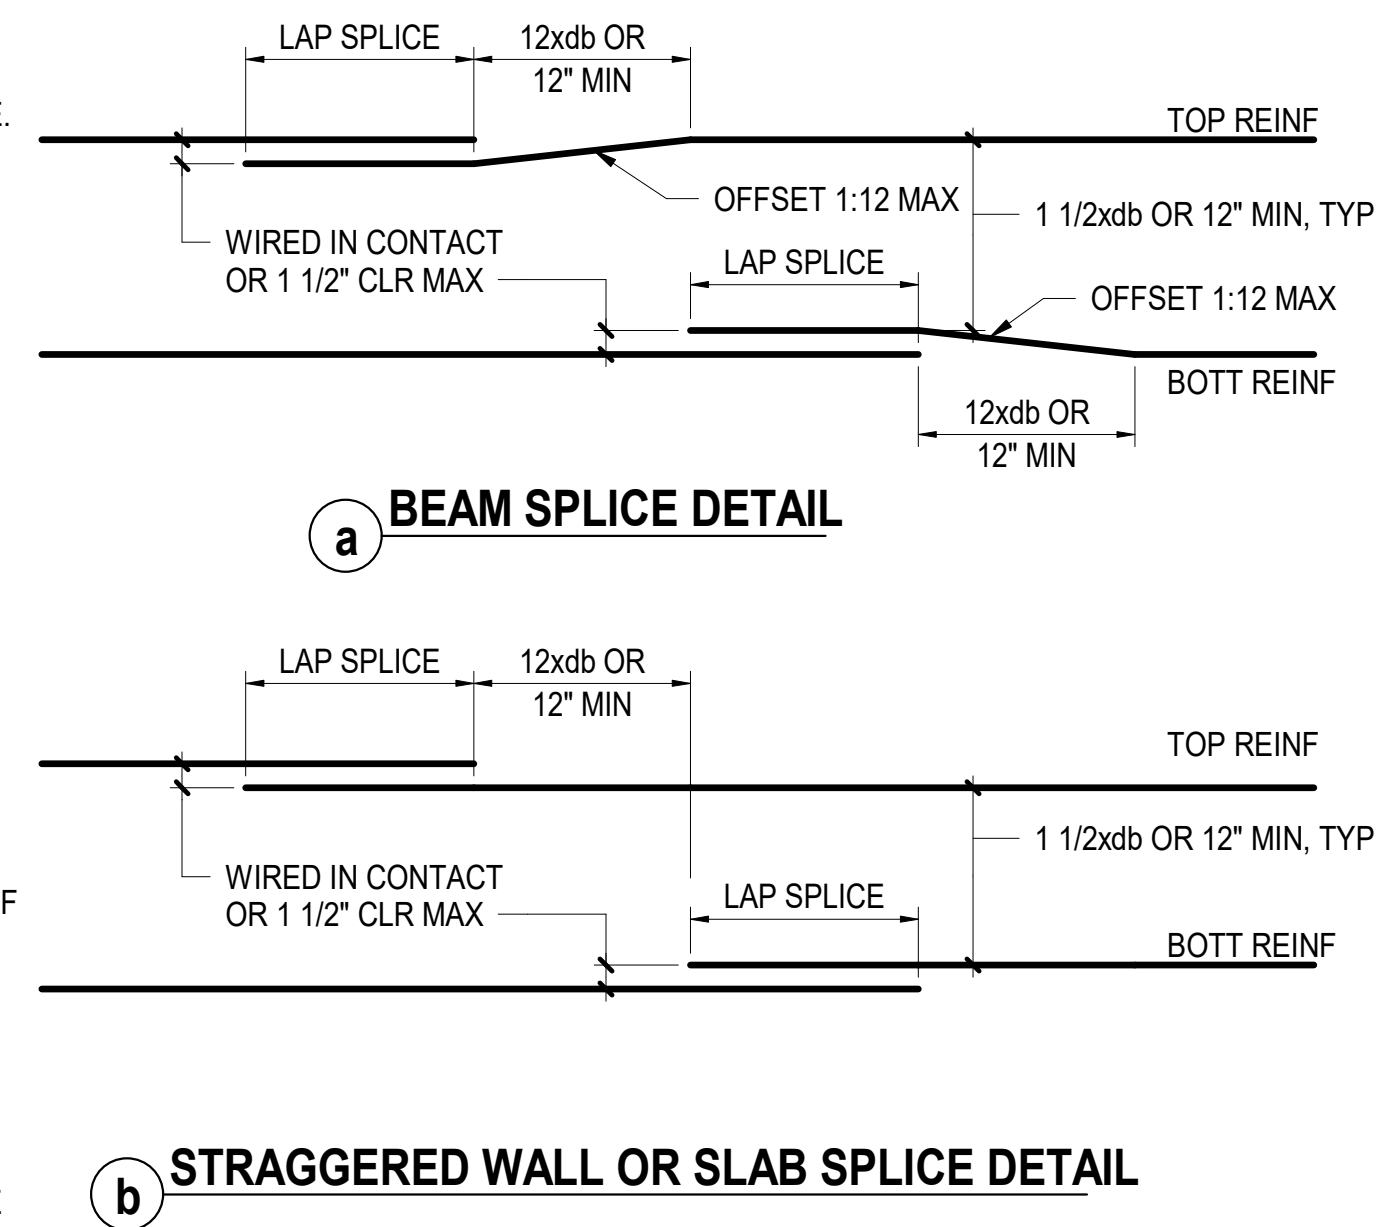 LAP SPLICE
12xdb OR
12" MIN
E.
TOP REINF
OFFSET 1:12 MAX
1 1/2xdb OR 12" MIN, TYP
WIRED IN CONTACT
OR 1 1/2" CLR MAX
LAP SPLICE
OFFSET 1:12 MAX
BOTT REINF
12xdb OR
12" MIN
a
BEAM SPLICE DETAIL
LAP SPLICE
12xdb OR
12" MIN
TOP REINF
1 1/2xdb OR 12" MIN, TYP
WIRED IN CONTACT
OR 1 1/2" CLR MAX
F
LAP SPLICE
BOTT REINF
b
STRAGGERED WALL OR SLAB SPLICE DETAIL